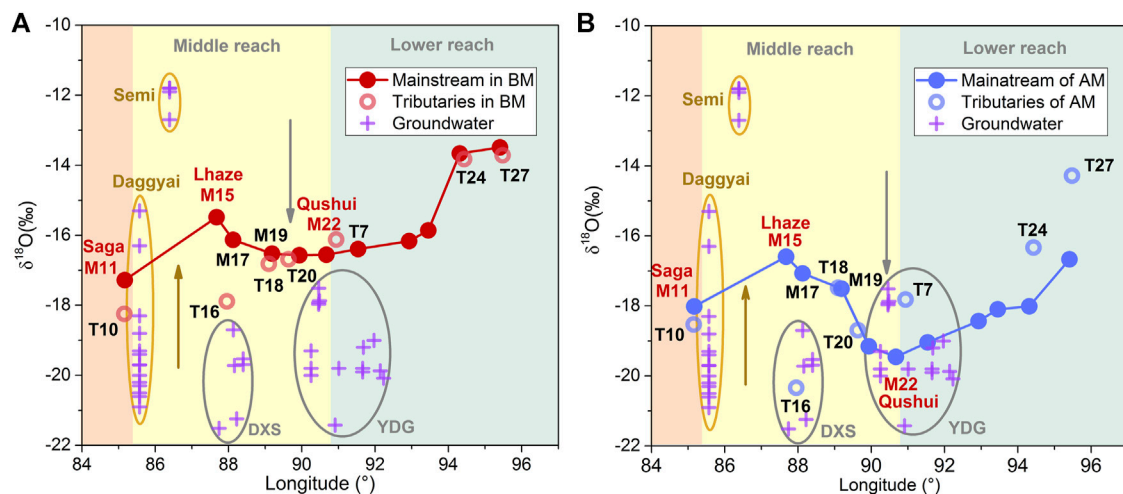 A
Middle reach
Lower reach
Mainstream in BM
Tributaries in BM
Groundwater
Semi
Daggyai
Lhaze
M15
Saga
M11
M17
M19
Qushui
M22
T7
T24
T27
T10
T16
T18
T20
DXS
YDG
-10
-12
-14
-16
-18
-20
-22
84
86
88
90
92
94
96
δ18O(‰)
Longitude (°)
B
Middle reach
Lower reach
Mainatream of AM
Tributaries of AM
Groundwater
Semi
Daggyai
Lhaze
M15
Saga
M11
M17
T18
M19
T7
T24
T27
T10
T20
M22
Qushui
T16
DXS
YDG
-10
-12
-14
-16
-18
-20
-22
84
86
88
90
92
94
96
δ18O(‰)
Longitude (°)